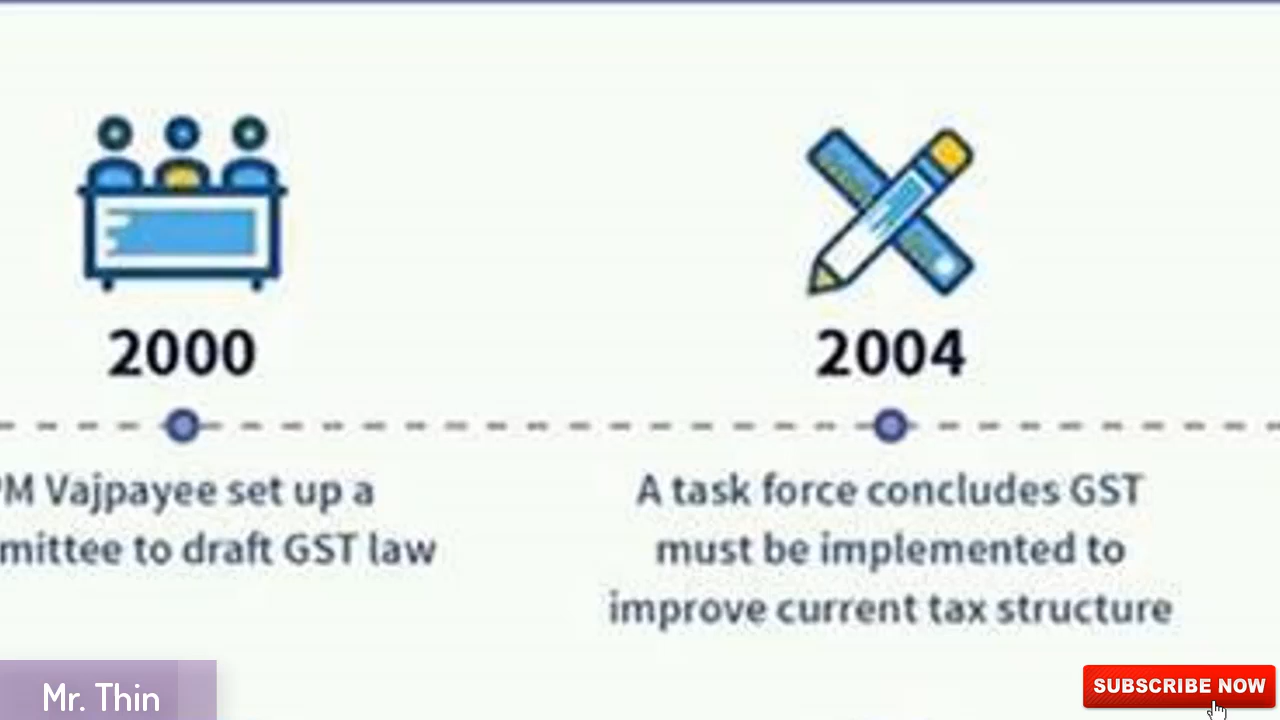 2000
2004
PM Vajpayee set up a
mittee to draft GST law
A task force concludes GST
must be implemented to
improve current tax structure
Mr. Thin
SUBSCRIBE NOW